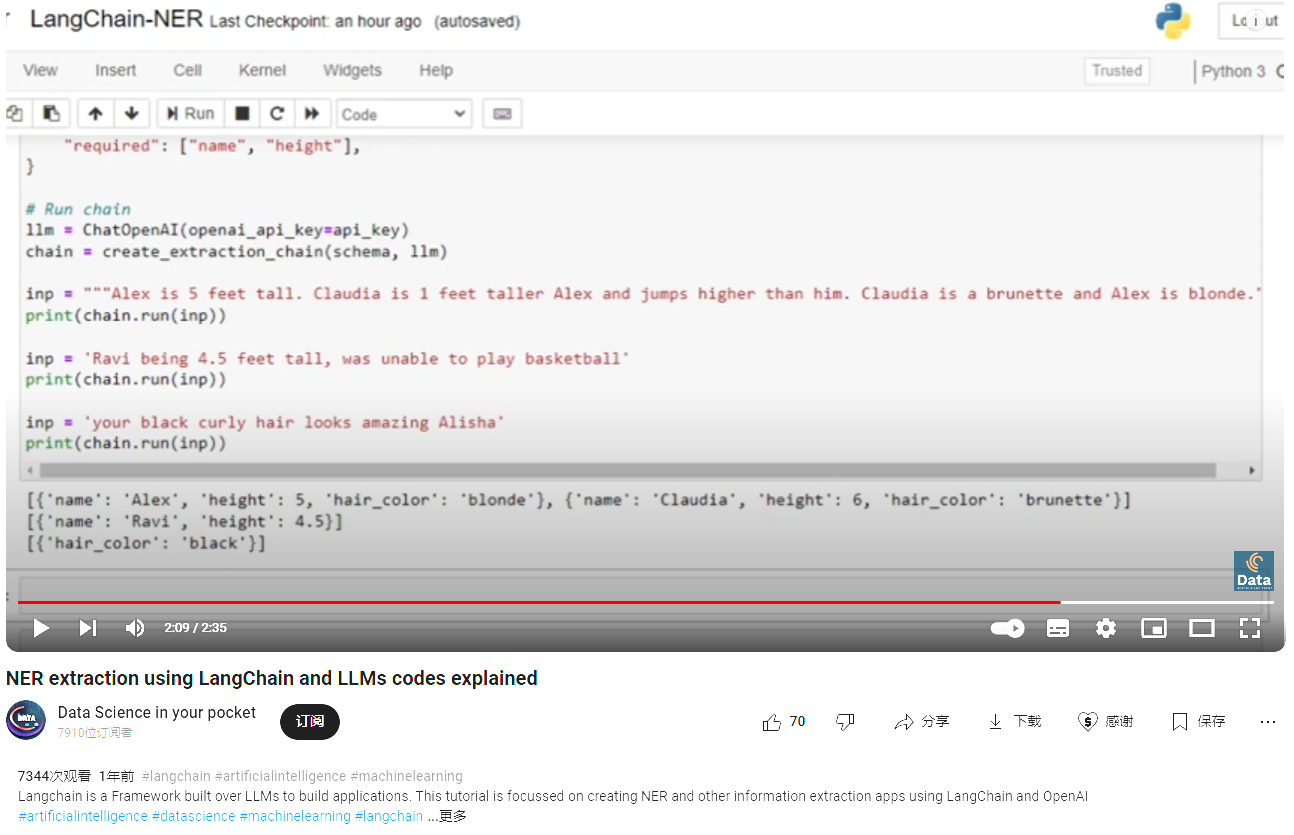 LangChain-NER Last Checkpoint: an hour ago (autosaved)
View Insert Cell Kernel Widgets Help Trusted Python 3
Run Code
"required": ["name", "height"],
}
# Run chain
llm = ChatOpenAI(openai_api_key=api_key)
chain = create_extraction_chain(schema, llm)
inp = """Alex is 5 feet tall. Claudia is 1 feet taller Alex and jumps higher than him. Claudia is a brunette and Alex is blonde.'
print(chain.run(inp))
inp = 'Ravi being 4.5 feet tall, was unable to play basketball'
print(chain.run(inp))
inp = 'your black curly hair looks amazing Alisha'
print(chain.run(inp))
[{'name': 'Alex', 'height': 5, 'hair_color': 'blonde'}, {'name': 'Claudia', 'height': 6, 'hair_color': 'brunette'}]
[{'name': 'Ravi', 'height': 4.5}]
[{'hair_color': 'black'}]
Data
2:09 / 2:35
NER extraction using LangChain and LLMs codes explained
Data Science in your pocket
7910位订阅者
订阅
70 分享 下载 感谢 保存
7344次观看 1年前 #langchain #artificialintelligence #machinelearning
Langchain is a Framework built over LLMs to build applications. This tutorial is focussed on creating NER and other information extraction apps using LangChain and OpenAI
#artificialintelligence #datascience #machinelearning #langchain ...更多